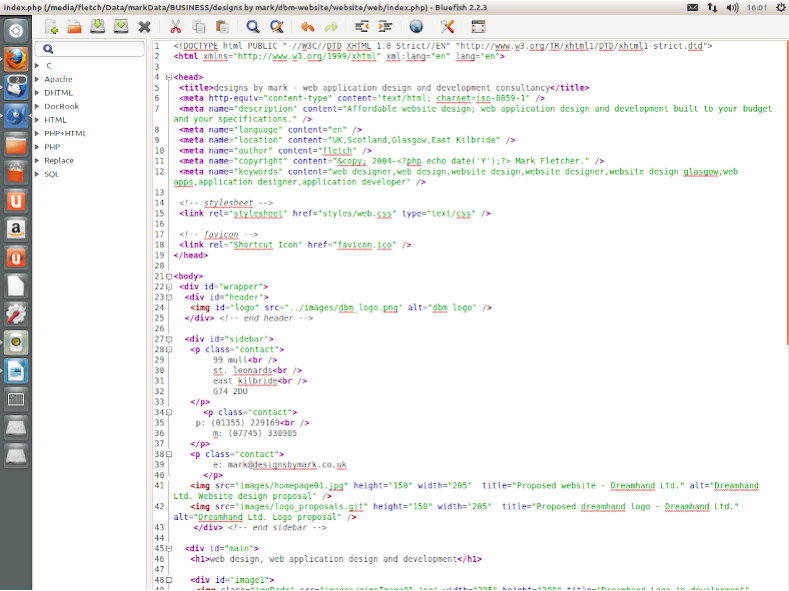 index.php (/media/fletch/Data/markData/BUSINESS/designs by mark/dbm-website/website/web/index.php) - Bluefish 2.2.3
16:01
C
Apache
DHTML
DocBook
HTML
PHP+HTML
PHP
Replace
SQL
1 <!DOCTYPE html PUBLIC "-//W3C//DTD XHTML 1.0 Strict//EN" "http://www.w3.org/TR/xhtml1/DTD/xhtml1-strict.dtd">
2 <html xmlns="http://www.w3.org/1999/xhtml" xml:lang="en" lang="en">
3
4 <head>
5 <title>designs by mark - web application design and development consultancy</title>
6 <meta http-equiv="content-type" content="text/html; charset=iso-8859-1" />
7 <meta name="description" content="Affordable website design; web application design and development built to your budget
and your specifications." />
8 <meta name="language" content="en" />
9 <meta name="location" content="UK,Scotland,Glasgow,East Kilbride" />
10 <meta name="author" content="fletch" />
11 <meta name="copyright" content="&copy; 2004-<?php echo date('Y');?> Mark Fletcher." />
12 <meta name="keywords" content="web designer,web design,website design,website designer,website design glasgow,web
apps,application designer,application developer" />
13
14 <!-- stylesheet -->
15 <link rel="stylesheet" href="styles/web.css" type="text/css" />
16
17 <!-- favicon -->
18 <link rel="Shortcut Icon" href="favicon.ico" />
19 </head>
20
21 <body>
22 <div id="wrapper">
23 <div id="header">
24 <img id="logo" src="../images/dbm_logo.png" alt="dbm logo" />
25 </div> <!-- end header -->
26
27 <div id="sidebar">
28 <p class="contact">
29 99 mull<br />
30 st. leonards<br />
31 east kilbride<br />
32 G74 2DU
33 </p>
34 <p class="contact">
35 p: (01355) 229169<br />
36 m: (07745) 330905
37 </p>
38 <p class="contact">
39 e: mark@designsbymark.co.uk
40 </p>
41 <img src="images/homepage01.jpg" height="150" width="205" title="Proposed website - Dreamhand Ltd." alt="Dreamhand
Ltd. Website design proposal" />
42 <img src="images/logo_proposals.gif" height="150" width="205" title="Proposed dreamhand logo - Dreamhand Ltd."
alt="Dreamhand Ltd. Logo proposal" />
43 </div> <!-- end sidebar -->
44
45 <div id="main">
46 <h1>web design, web application design and development</h1>
47
48 <div id="image1">